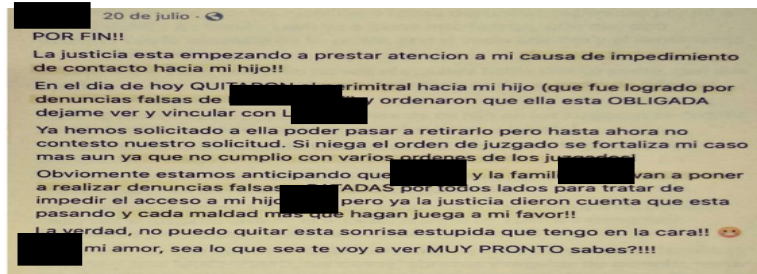 20 de julio ·
POR FIN!!
La justicia esta empezando a prestar atencion a mi causa de impedimiento
de contacto hacia mi hijo!!
En el dia de hoy hacia mi hijo (que fue logrado por
denuncias falsas de y ordenaron que ella esta OBLIGADA
dejame ver y vincular con L
Ya hemos solicitado a ella poder pasar a retirarlo pero hasta ahora no
contesto nuestro solicitud. Si niega el orden de juzgado se fortaliza mi caso
mas aun ya que no cumplio con varios ordenes de los
Obviomente estamos anticipando que y la famil van a poner
a realizar denuncias falsas por todos lados para tratar de
impedir el acceso a mi hijo pero ya la justicia dieron cuenta que esta
pasando y cada maldad mas que hagan juega a mi favor!!
La verdad, no puedo quitar esta sonrisa estupida que tengo en la cara!! 😀
mi amor, sea lo que sea te voy a ver MUY PRONTO sabes?!!!